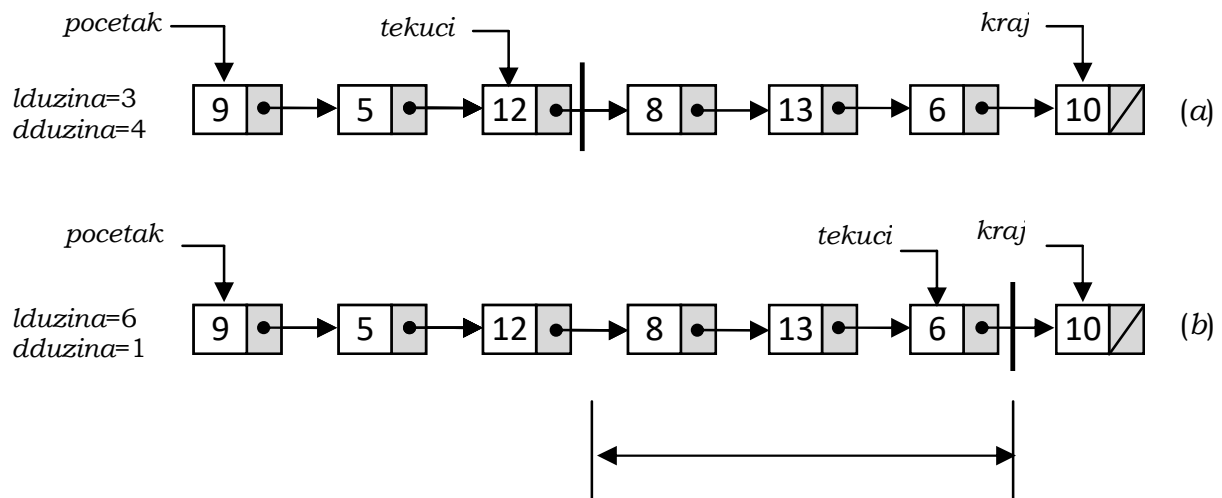 pocetak tekuci kraj
lduzina=3
dduzina=4
9 5 12 8 13 6 10 (a)
pocetak tekuci kraj
lduzina=6
dduzina=1
9 5 12 8 13 6 10 (b)